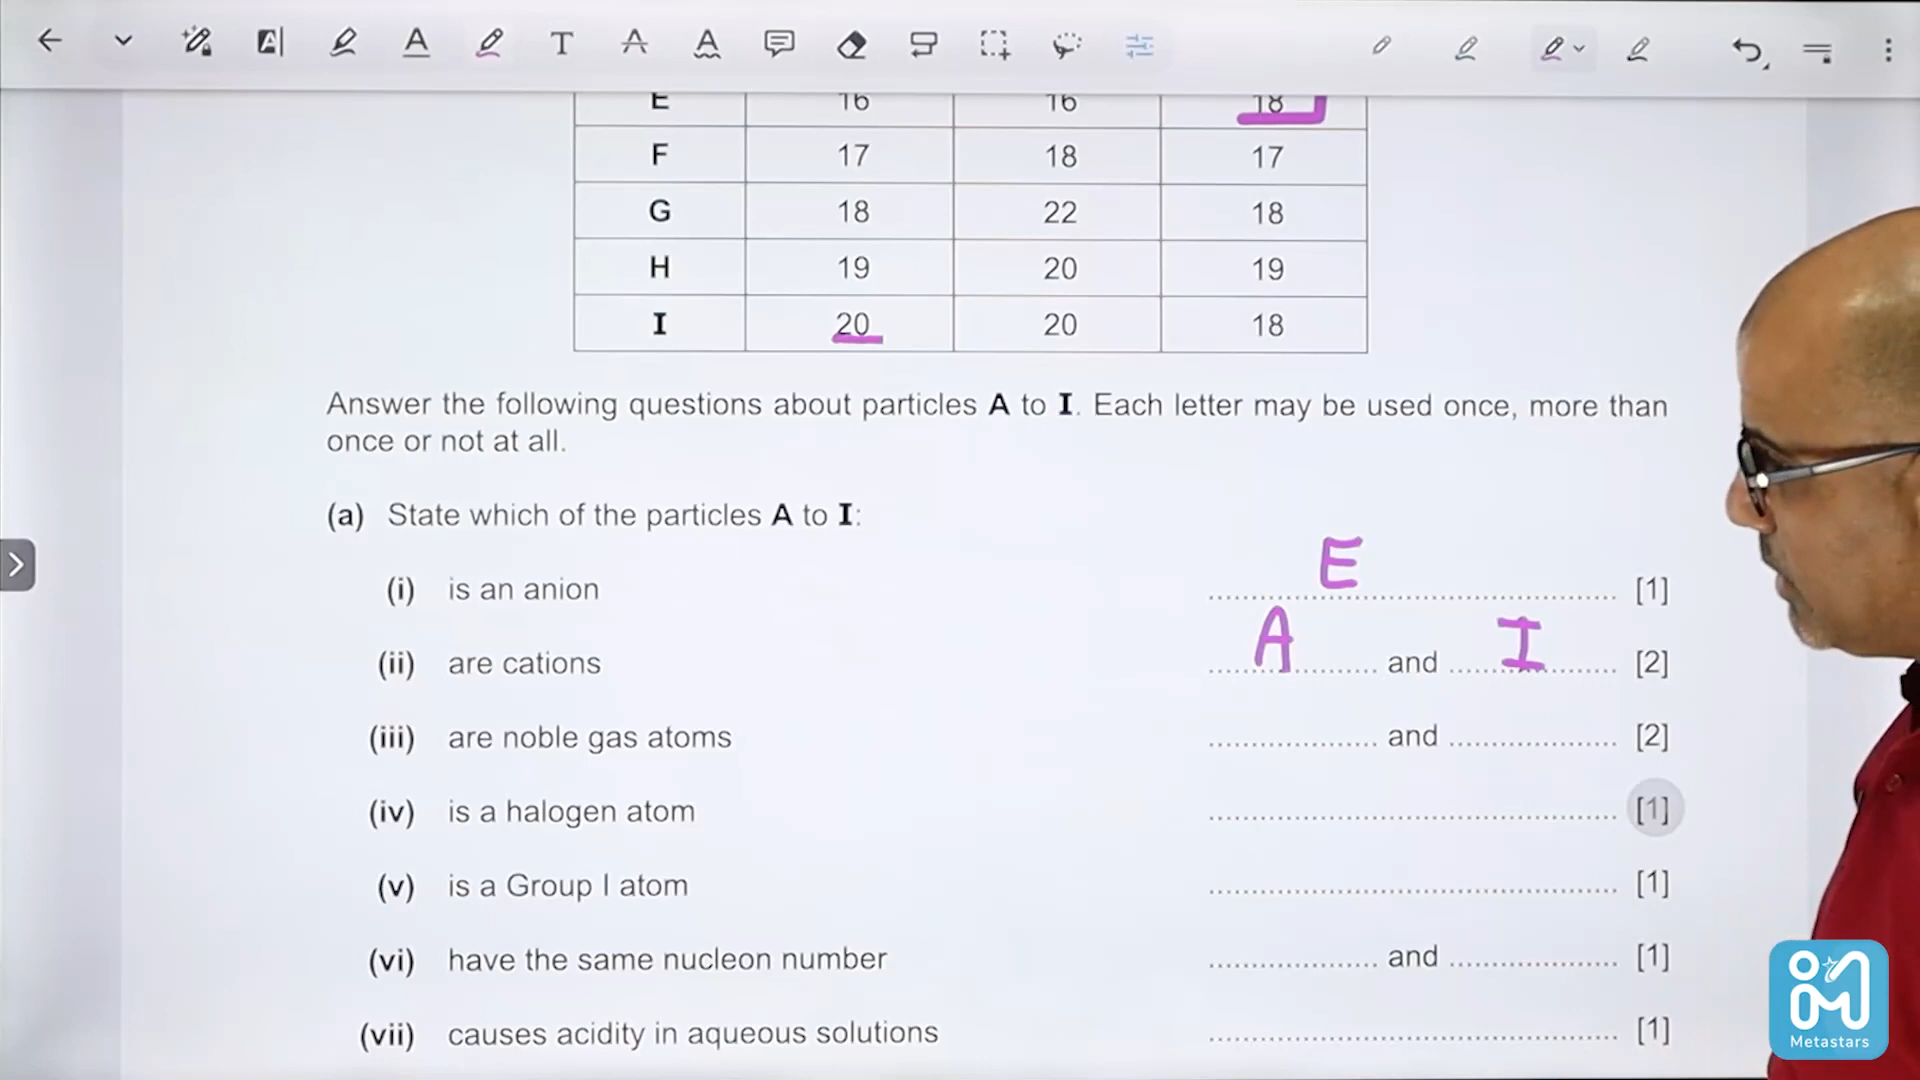 E 16 16 18
F 17 18 17
G 18 22 18
H 19 20 19
I 20 20 18
Answer the following questions about particles A to I. Each letter may be used once, more than
once or not at all.
(a) State which of the particles A to I:
(i) is an anion E [1]
(ii) are cations A and I [2]
(iii) are noble gas atoms and [2]
(iv) is a halogen atom [1]
(v) is a Group I atom [1]
(vi) have the same nucleon number and [1]
(vii) causes acidity in aqueous solutions [1]
Metastars